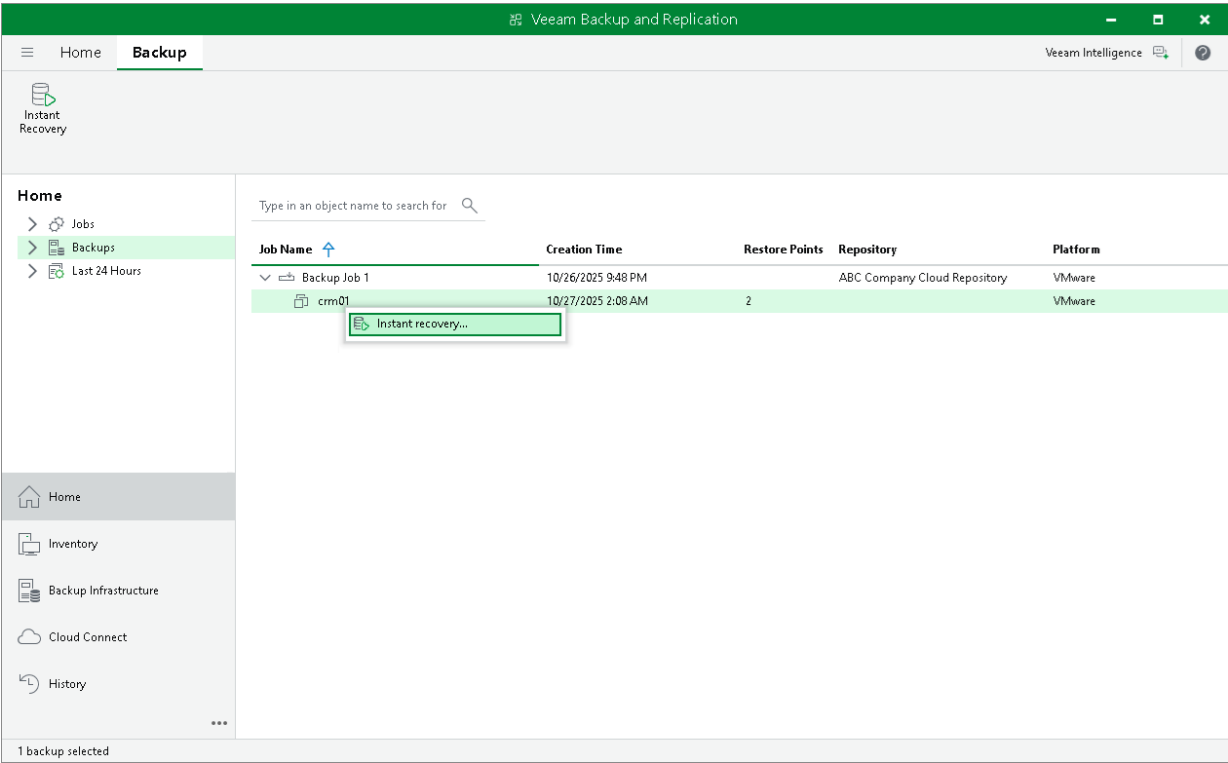 Veeam Backup and Replication
Home Backup Veeam Intelligence
Instant
Recovery
Home
Jobs
Backups
Last 24 Hours
Type in an object name to search for
Job Name Creation Time Restore Points Repository Platform
Backup Job 1 10/26/2025 9:48 PM ABC Company Cloud Repository VMware
crm01 10/27/2025 2:08 AM 2 VMware
Instant recovery...
Home
Inventory
Backup Infrastructure
Cloud Connect
History
1 backup selected